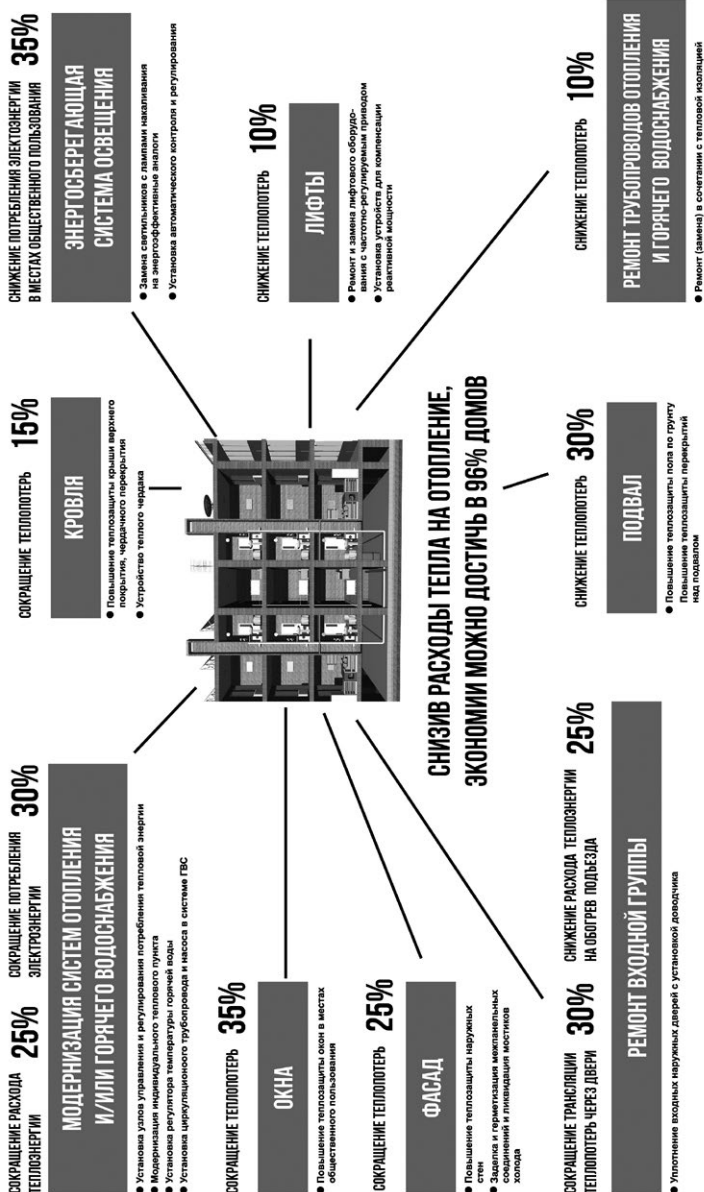 СОКРАЩЕНИЕ РАСХОДА
ТЕПЛОЭНЕРГИИ
25%
СОКРАЩЕНИЕ ПОТРЕБЛЕНИЯ
ЭЛЕКТРОЭНЕРГИИ
30%
МОДЕРНИЗАЦИЯ СИСТЕМ ОТОПЛЕНИЯ
И/ИЛИ ГОРЯЧЕГО ВОДОСНАБЖЕНИЯ
● Установка узлов управления и регулирования потребления тепловой энергии
● Модернизация индивидуального теплового пункта
● Установка регулятора температуры горячей воды
● Установка циркуляционного трубопровода и насоса в системе ГВС
СОКРАЩЕНИЕ ТЕПЛОПОТЕРЬ 15%
КРОВЛЯ
● Повышение теплозащиты крыши верхнего
покрытия, чердачного перекрытия
● Устройство теплого чердака
СНИЖЕНИЕ ПОТРЕБЛЕНИЯ ЭЛЕКТОЭНЕРГИИ
В МЕСТАХ ОБЩЕСТВЕННОГО ПОЛЬЗОВАНИЯ
35%
ЭНЕРГОСБЕРЕГАЮЩАЯ
СИСТЕМА ОСВЕЩЕНИЯ
● Замена светильников с лампами накаливания
на энергоэффективные аналоги
● Установка автоматического контроля и регулирования
СОКРАЩЕНИЕ ТЕПЛОПОТЕРЬ 35%
ОКНА
● Повышение теплозащиты окон в местах
общественного пользования
СНИЖЕНИЕ ТЕПЛОПОТЕРЬ 10%
ЛИФТЫ
● Ремонт и замена лифтового оборудо-
вания с частотно-регулируемым приводом
● Установка устройств для компенсации
реактивной мощности
СОКРАЩЕНИЕ ТЕПЛОПОТЕРЬ 25%
ФАСАД
● Повышение теплозащиты наружных
стен
● Заделка и герметизация межпанельных
соединений и ликвидация мостиков
холода
СНИЗИВ РАСХОДЫ ТЕПЛА НА ОТОПЛЕНИЕ,
ЭКОНОМИИ МОЖНО ДОСТИЧЬ В 96% ДОМОВ
СОКРАЩЕНИЕ ТРАНСЛЯЦИИ
ТЕПЛОПОТЕРЬ ЧЕРЕЗ ДВЕРИ
30%
СНИЖЕНИЕ РАСХОДА ТЕПЛОЭНЕРГИИ
НА ОБОГРЕВ ПОДЪЕЗДА
25%
РЕМОНТ ВХОДНОЙ ГРУППЫ
● Уплотнение входных наружных дверей с установкой доводчика
СНИЖЕНИЕ ТЕПЛОПОТЕРЬ 30%
ПОДВАЛ
● Повышение теплозащиты пола по грунту
Повышение теплозащиты перекрытий
над подвалом
СНИЖЕНИЕ ТЕПЛОПОТЕРЬ 10%
РЕМОНТ ТРУБОПРОВОДОВ ОТОПЛЕНИЯ
И ГОРЯЧЕГО ВОДОСНАБЖЕНИЯ
● Ремонт (замена) в сочетании с тепловой изоляцией